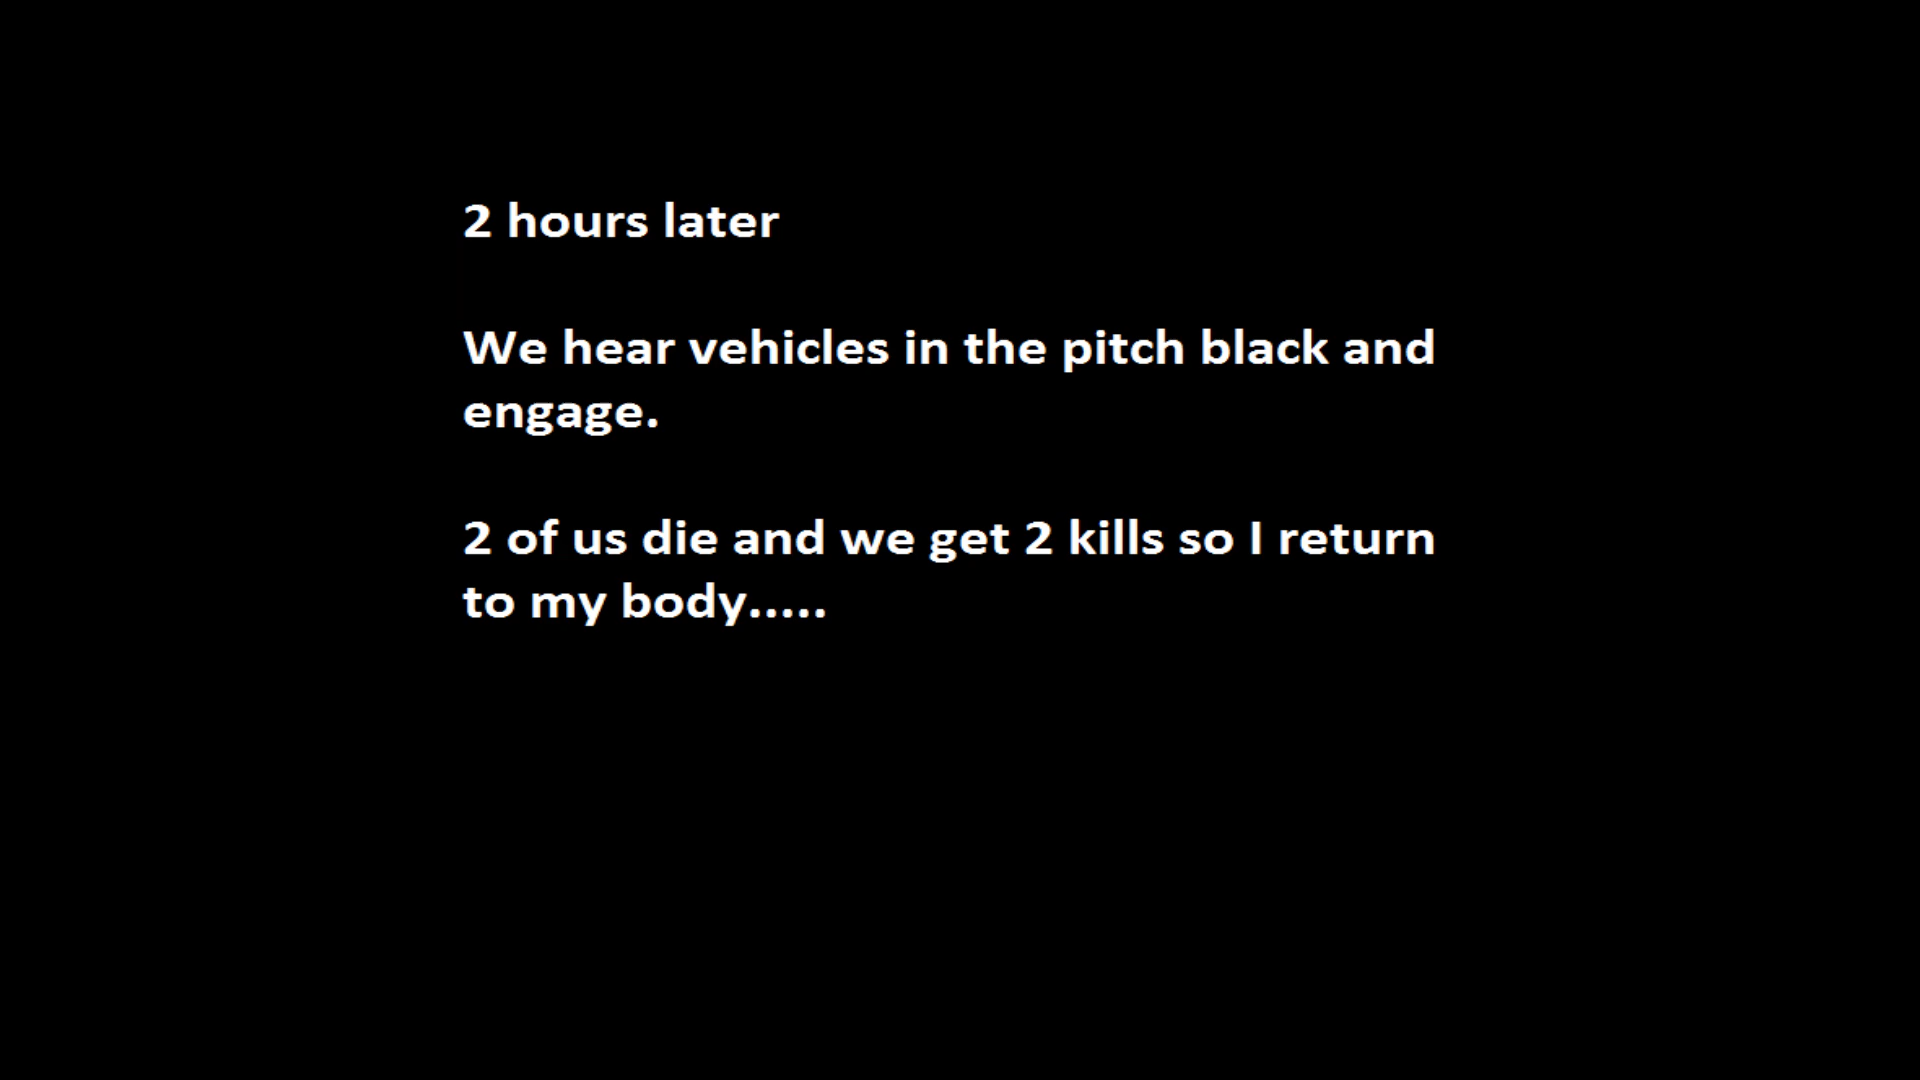 2 hours later
We hear vehicles in the pitch black and
engage.
2 of us die and we get 2 kills so I return
to my body.....